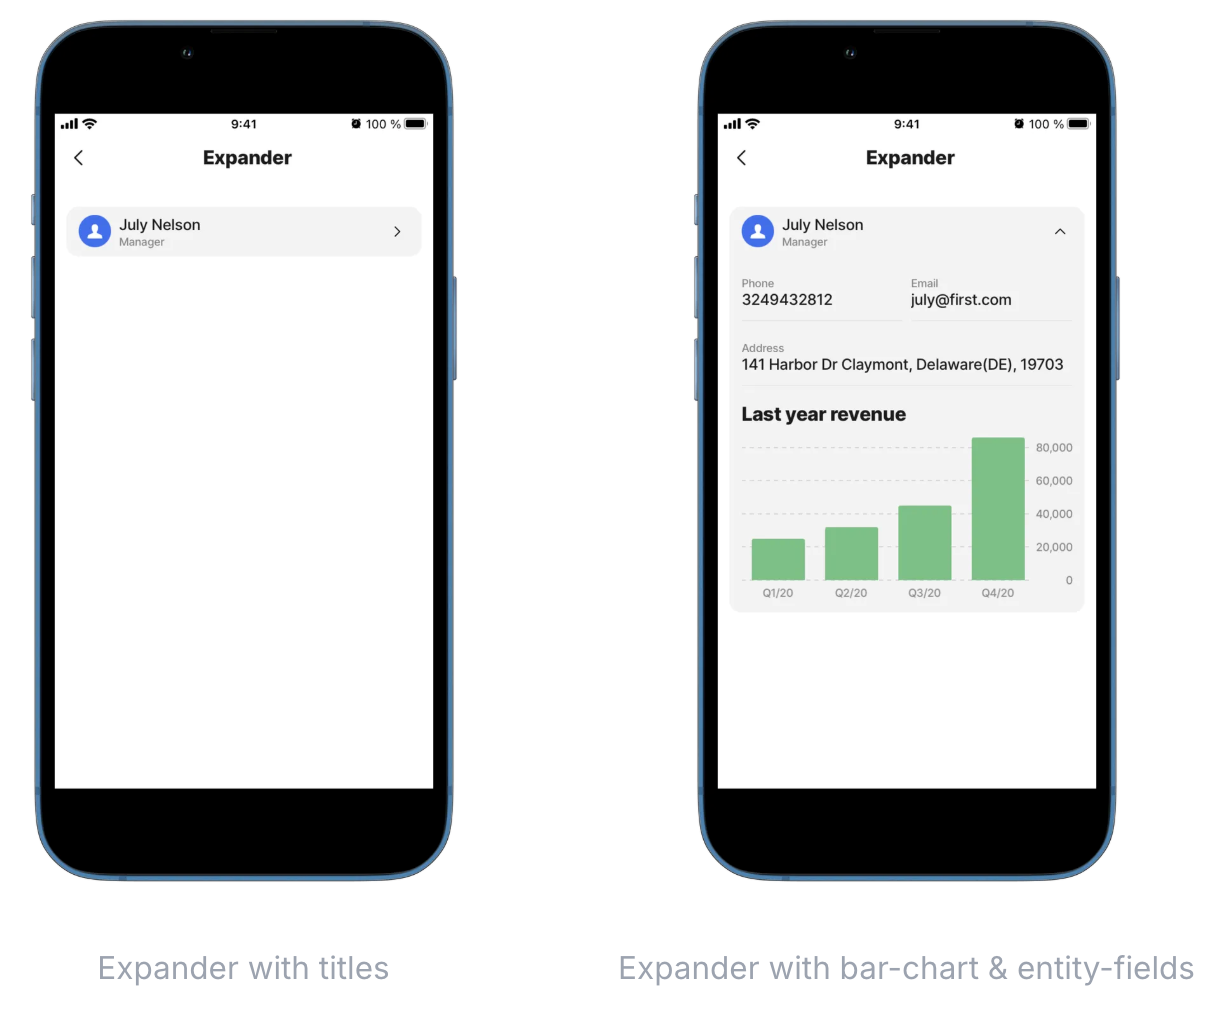 9:41
100 %
Expander
July Nelson
Manager
Expander with titles
9:41
100 %
Expander
July Nelson
Manager
Phone
3249432812
Email
july@first.com
Address
141 Harbor Dr Claymont, Delaware(DE), 19703
Last year revenue
80,000
60,000
40,000
20,000
0
Q1/20 Q2/20 Q3/20 Q4/20
Expander with bar-chart & entity-fields